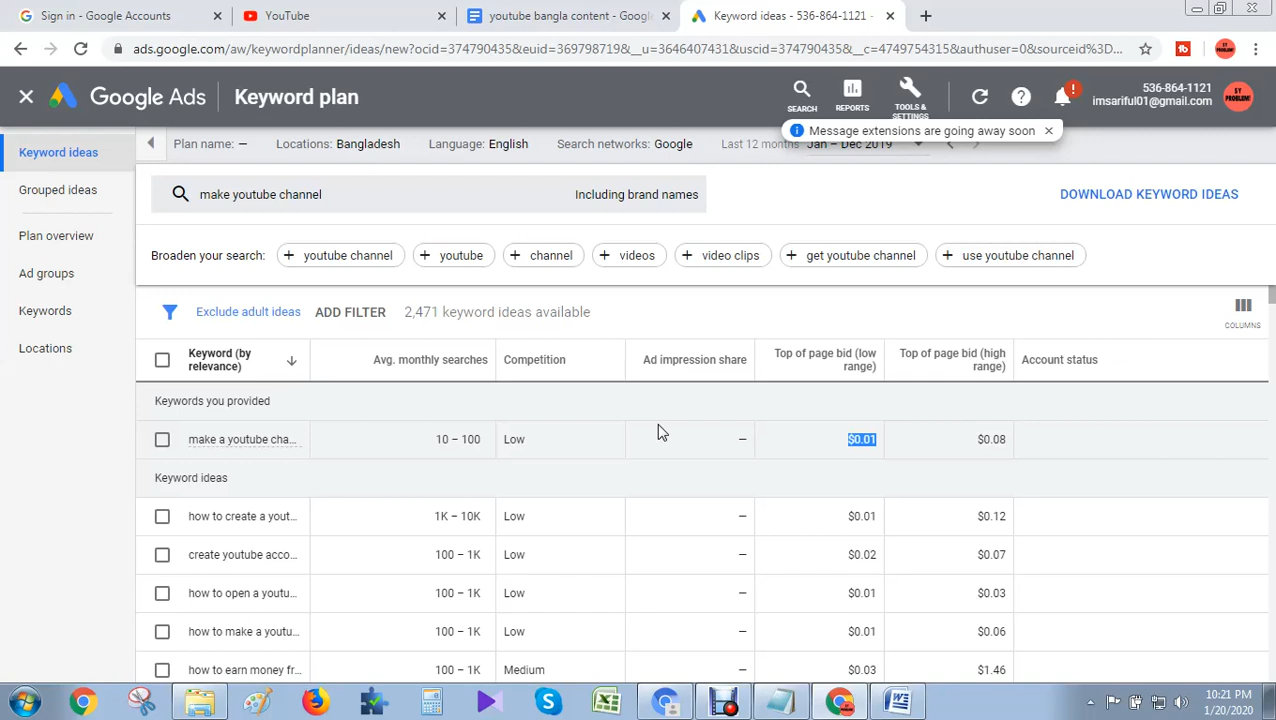 Sign in - Google Accounts
YouTube
youtube bangla content - Googl
Keyword ideas - 536-864-1121 -
ads.google.com/aw/keywordplanner/ideas/new?ocid=374790435&euid=369798719&__u=3646407431&uscid=374790435&__c=4749754315&authuser=0&sourceid%3D...
Google Ads
Keyword plan
SEARCH
REPORTS
TOOLS & SETTINGS
536-864-1121
imsariful01@gmail.com
Message extensions are going away soon
Keyword ideas
Grouped ideas
Plan overview
Ad groups
Keywords
Locations
Plan name: — Locations: Bangladesh Language: English Search networks: Google Last 12 months Jan – Dec 2019
make youtube channel Including brand names
DOWNLOAD KEYWORD IDEAS
Broaden your search: + youtube channel + youtube + channel + videos + video clips + get youtube channel + use youtube channel
Exclude adult ideas ADD FILTER 2,471 keyword ideas available
COLUMNS
Keyword (by relevance) Avg. monthly searches Competition Ad impression share Top of page bid (low range) Top of page bid (high range) Account status
Keywords you provided
make a youtube cha... 10 – 100 Low — $0.01 $0.08
Keyword ideas
how to create a yout... 1K – 10K Low — $0.01 $0.12
create youtube acco... 100 – 1K Low — $0.02 $0.07
how to open a youtu... 100 – 1K Low — $0.01 $0.03
how to make a youtu... 100 – 1K Low — $0.01 $0.06
how to earn money fr... 100 – 1K Medium — $0.03 $1.46
10:21 PM
1/20/2020